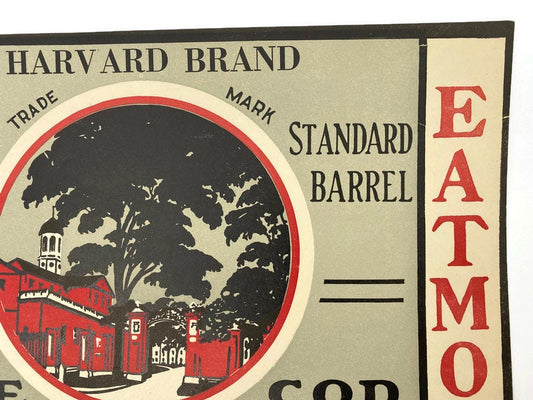 HARVARD BRAND
TRADE MARK
STANDARD
BARREL
EATMO